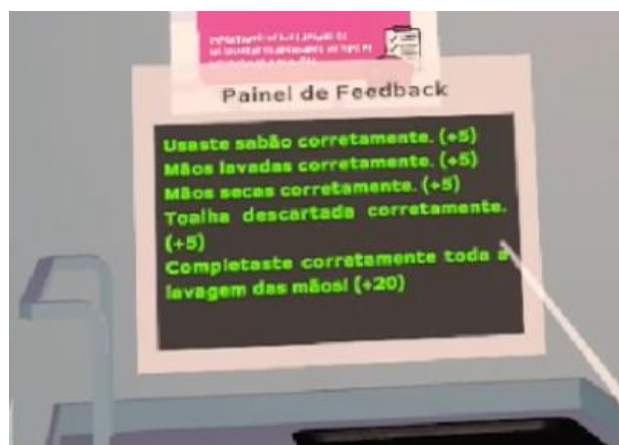 Painel de Feedback
Usaste sabão corretamente. (+5)
Mãos lavadas corretamente. (+5)
Mãos secas corretamente. (+5)
Toalha descartada corretamente.
(+5)
Completaste corretamente toda a
lavagem das mãos! (+20)